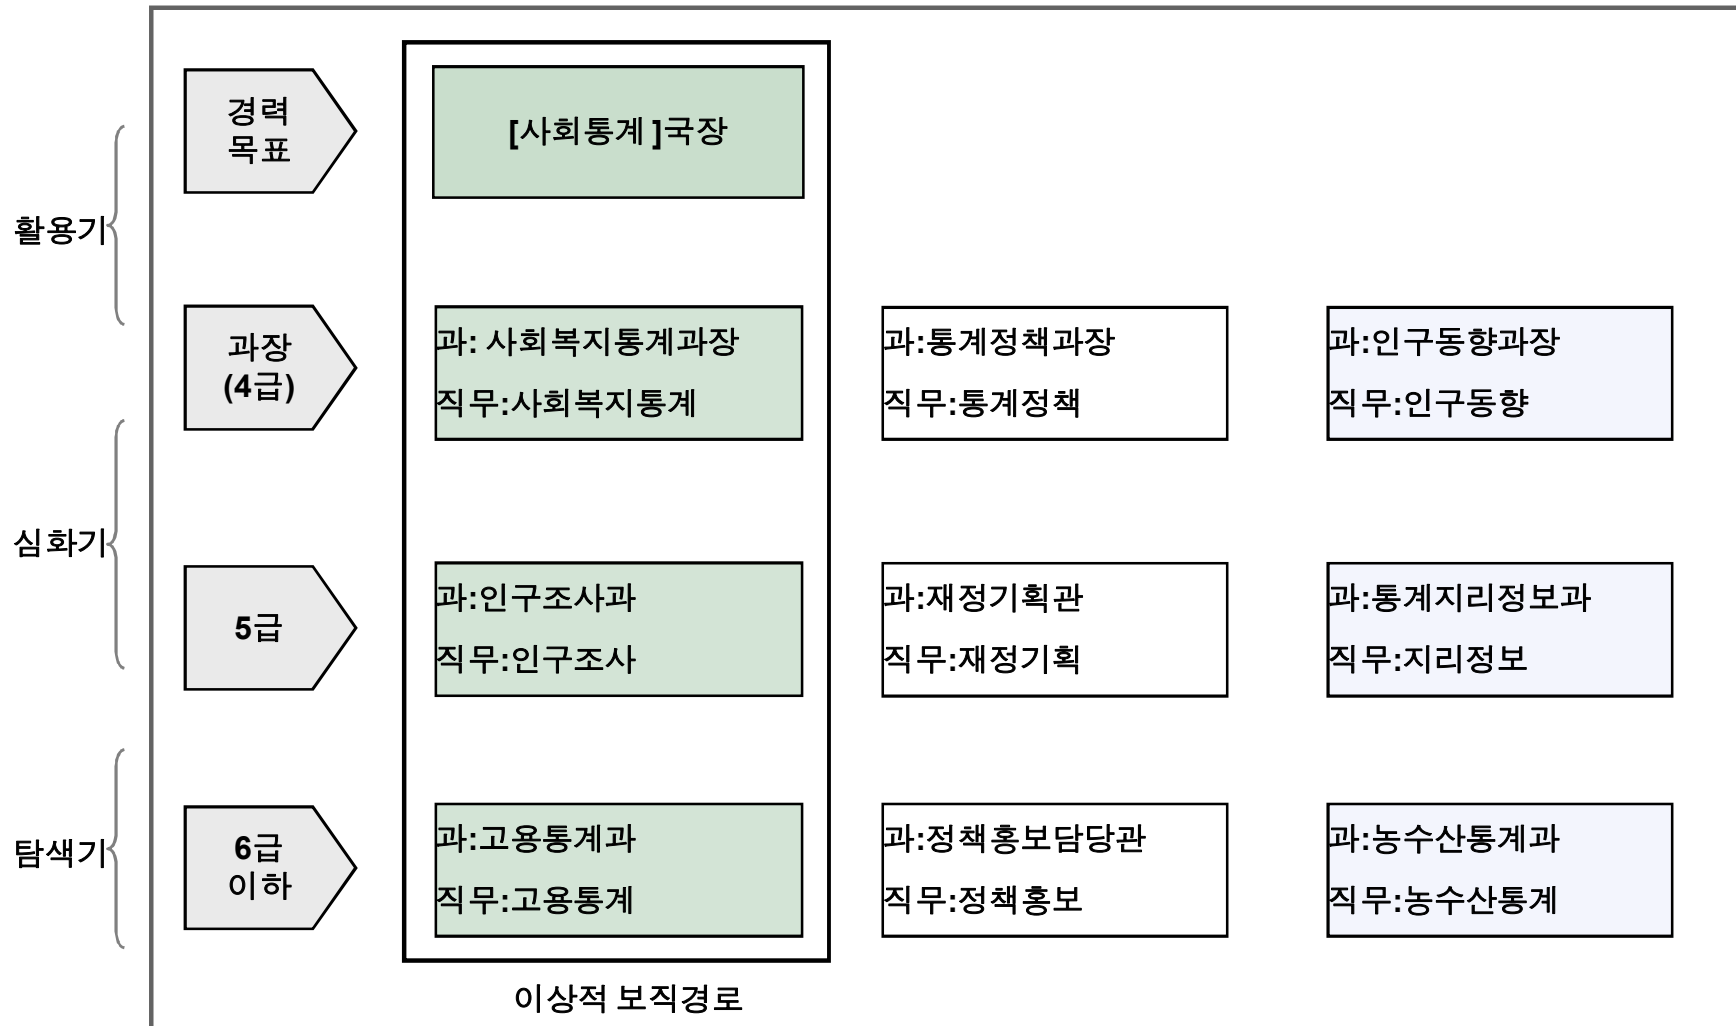 경력
목표
[사회통계 ]국장
활용기
과장
(4급)
과: 사회복지통계과장
직무:사회복지통계
과:통계정책과장
직무:통계정책
과:인구동향과장
직무:인구동향
심화기
5급
과:인구조사과
직무:인구조사
과:재정기획관
직무:재정기획
과:통계지리정보과
직무:지리정보
탐색기
6급
이하
과:고용통계과
직무:고용통계
과:정책홍보담당관
직무:정책홍보
과:농수산통계과
직무:농수산통계
이상적 보직경로